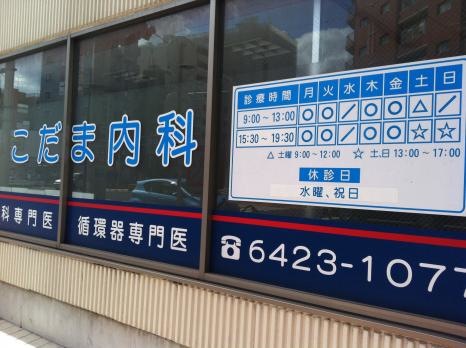 こだま内科
科専門医 循環器専門医
☎6423-1077
診療時間 月 火 水 木 金 土 日
9:00〜13:00 ○ ○ / ○ ○ △ /
15:30〜19:30 ○ ○ / ○ ○ ☆ ☆
△ 土曜 9:00〜12:00 ☆ 土,日 13:00〜17:00
休診日
水曜、祝日